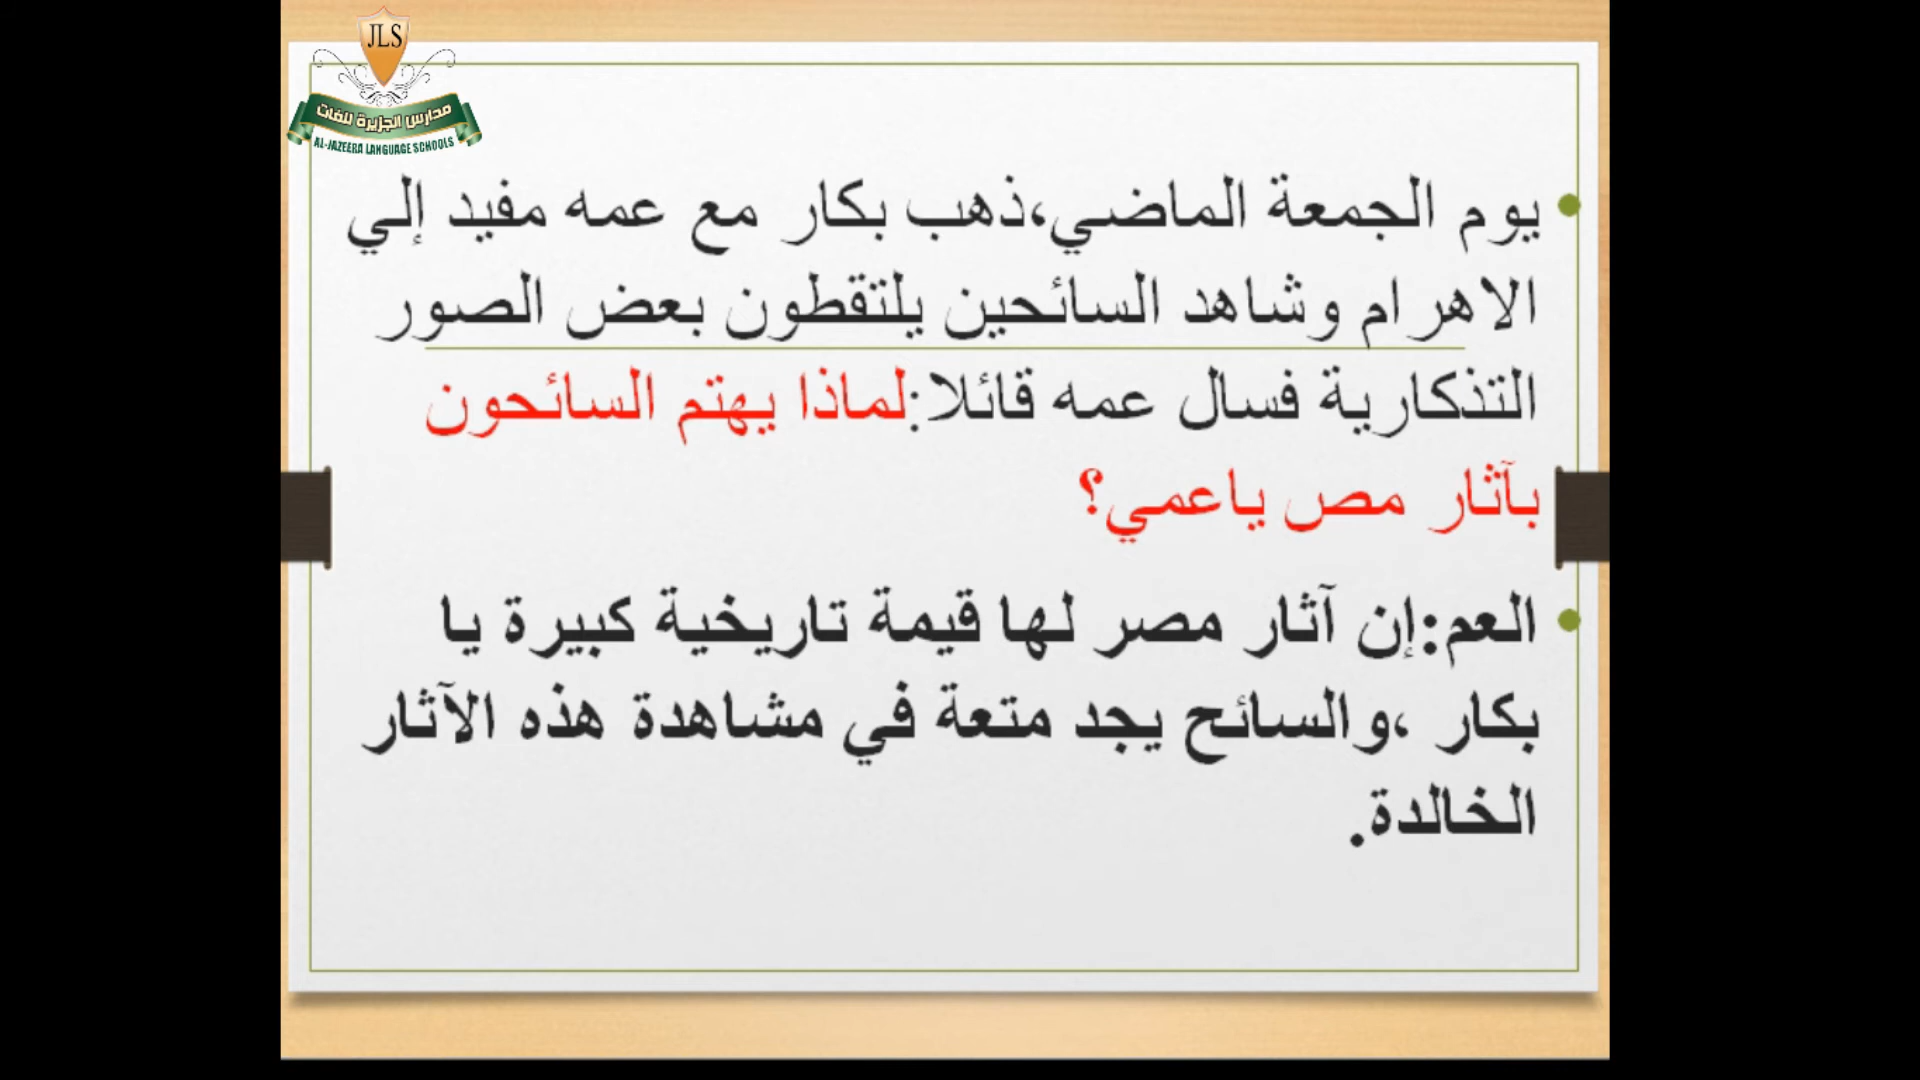 JLS
مدارس الجزيرة للغات
AL-JAZEERA LANGUAGE SCHOOLS
يوم الجمعة الماضي،ذهب بكار مع عمه مفيد إلي
الاهرام وشاهد السائحين يلتقطون بعض الصور
التذكارية فسال عمه قائلا:لماذا يهتم السائحون
بآثار مص ياعمي؟
العم:إن آثار مصر لها قيمة تاريخية كبيرة يا
بكار ،والسائح يجد متعة في مشاهدة هذه الآثار
الخالدة.